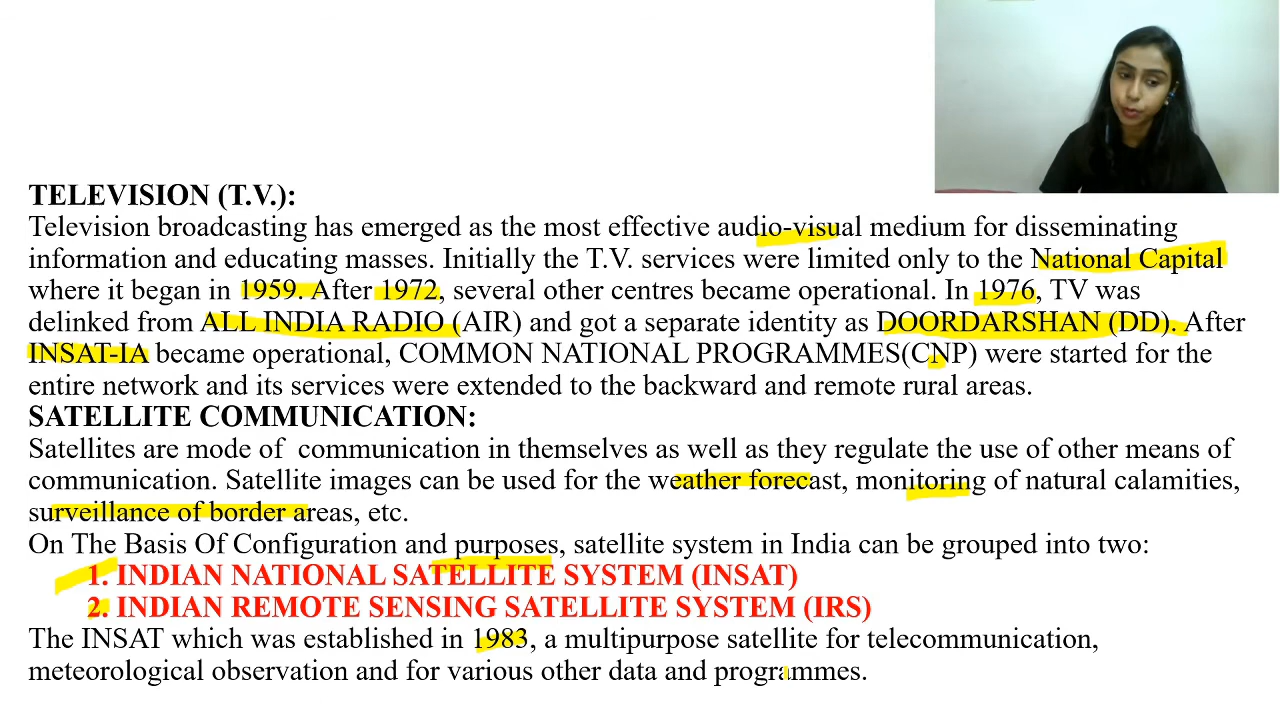 TELEVISION (T.V.):
Television broadcasting has emerged as the most effective audio-visual medium for disseminating
information and educating masses. Initially the T.V. services were limited only to the National Capital
where it began in 1959. After 1972, several other centres became operational. In 1976, TV was
delinked from ALL INDIA RADIO (AIR) and got a separate identity as DOORDARSHAN (DD). After
INSAT-IA became operational, COMMON NATIONAL PROGRAMMES(CNP) were started for the
entire network and its services were extended to the backward and remote rural areas.
SATELLITE COMMUNICATION:
Satellites are mode of communication in themselves as well as they regulate the use of other means of
communication. Satellite images can be used for the weather forecast, monitoring of natural calamities,
surveillance of border areas, etc.
On The Basis Of Configuration and purposes, satellite system in India can be grouped into two:
1. INDIAN NATIONAL SATELLITE SYSTEM (INSAT)
2. INDIAN REMOTE SENSING SATELLITE SYSTEM (IRS)
The INSAT which was established in 1983, a multipurpose satellite for telecommunication,
meteorological observation and for various other data and programmes.